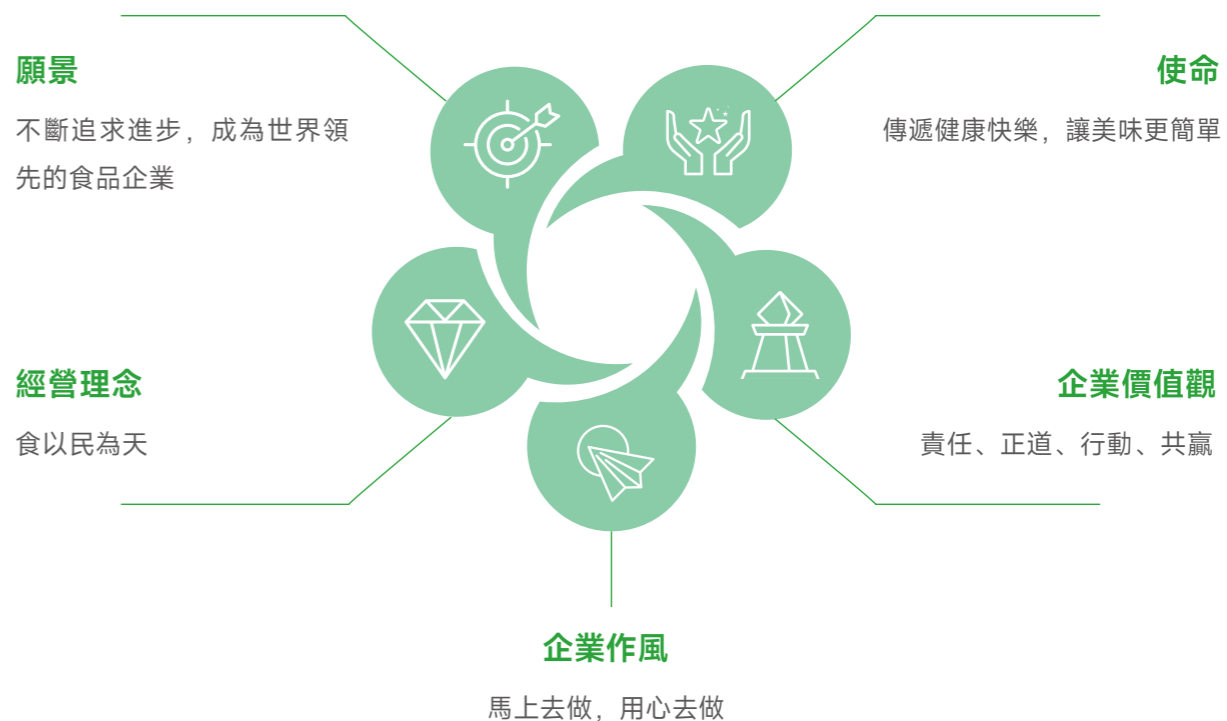 願景
不斷追求進步，成為世界領
先的食品企業
使命
傳遞健康快樂，讓美味更簡單
經營理念
食以民為天
企業價值觀
責任、正道、行動、共贏
企業作風
馬上去做，用心去做